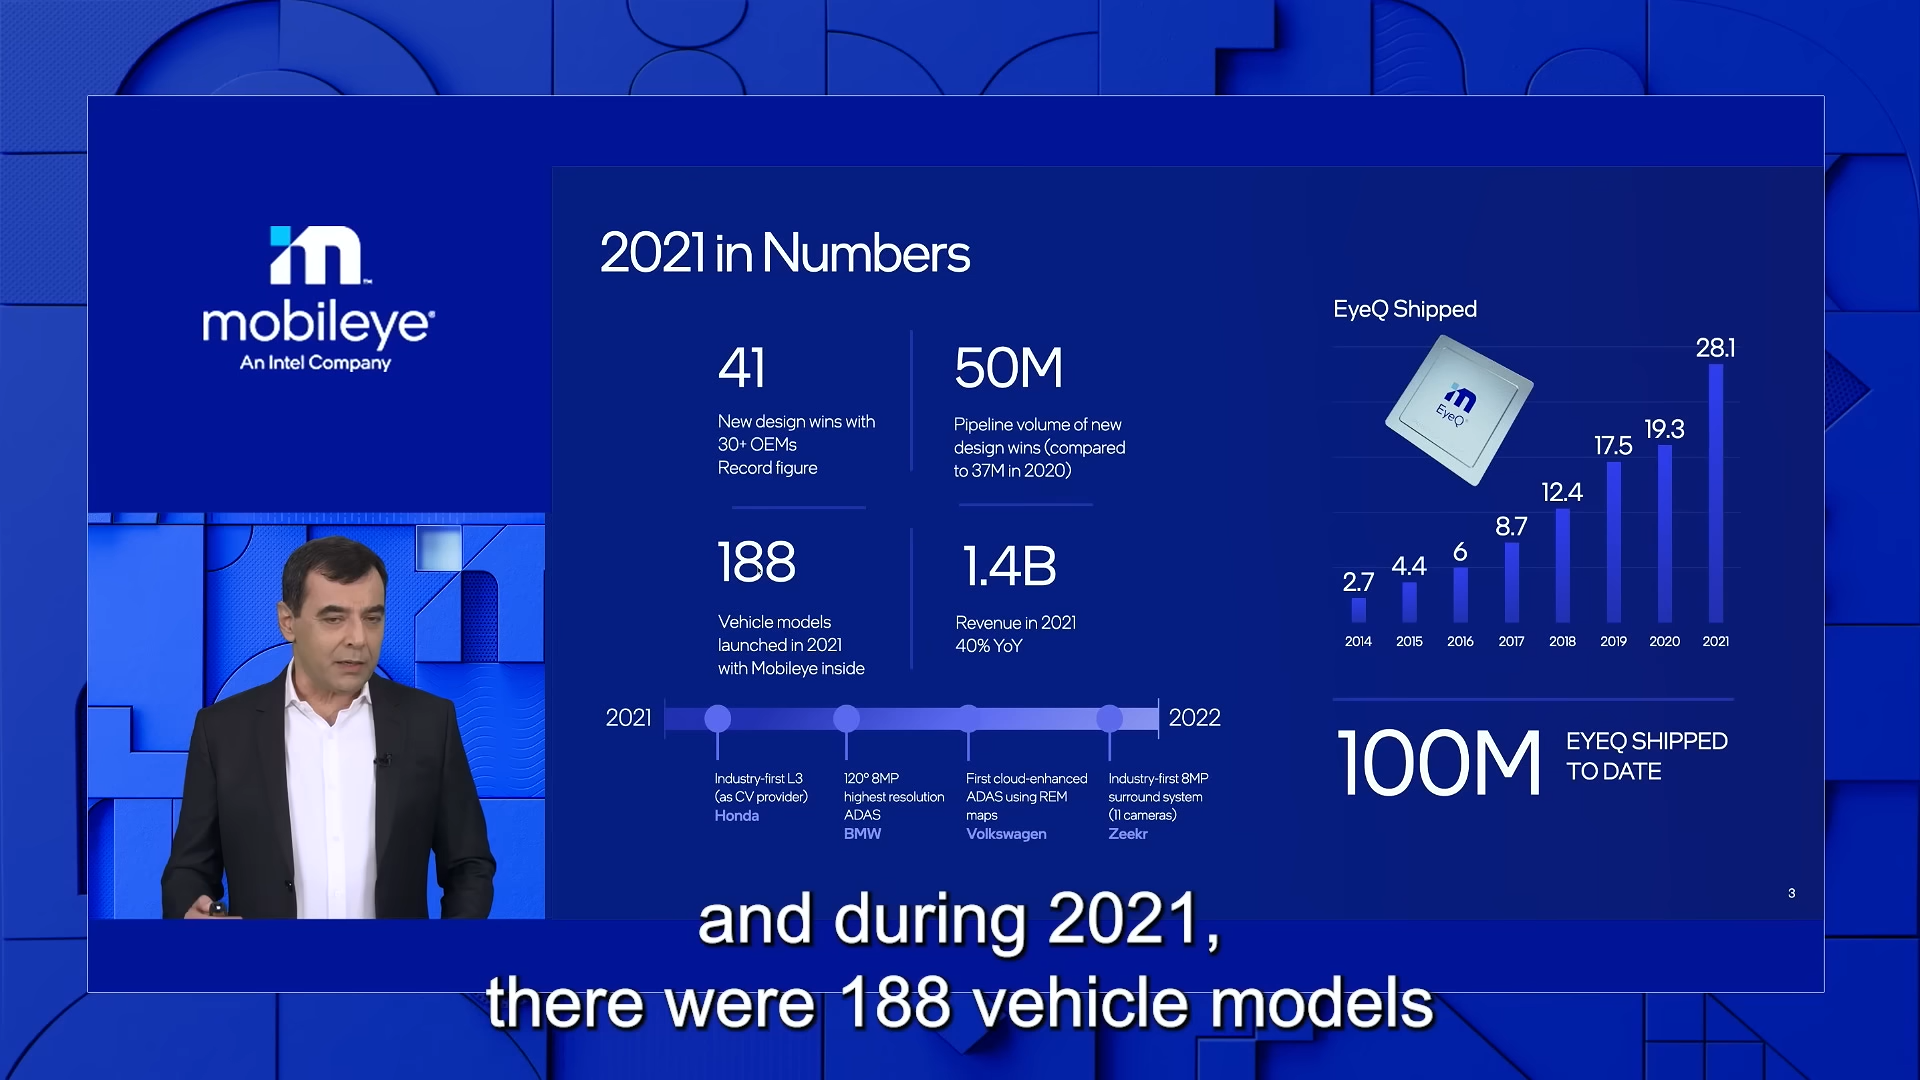 mobileye
An Intel Company
2021 in Numbers
41
New design wins with
30+ OEMs
Record figure
50M
Pipeline volume of new
design wins (compared
to 37M in 2020)
188
Vehicle models
launched in 2021
with Mobileye inside
1.4B
Revenue in 2021
40% YoY
2021
2022
Industry-first L3
(as CV provider)
Honda
120° 8MP
highest resolution
ADAS
BMW
First cloud-enhanced
ADAS using REM
maps
Volkswagen
Industry-first 8MP
surround system
(11 cameras)
Zeekr
EyeQ Shipped
EyeQ
2.7
4.4
6
8.7
12.4
17.5
19.3
28.1
2014 2015 2016 2017 2018 2019 2020 2021
100M
EYEQ SHIPPED
TO DATE
3
and during 2021,
there were 188 vehicle models